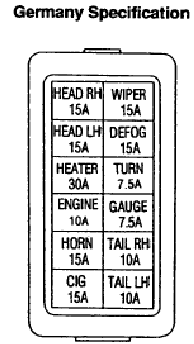 Germany Specification
HEAD RH WIPER
15A 15A
HEAD LH DEFOG
15A 15A
HEATER TURN
30A 7.5A
ENGINE GAUGE
10A 7.5A
HORN TAIL RH
15A 10A
CIG TAIL LH
15A 10A